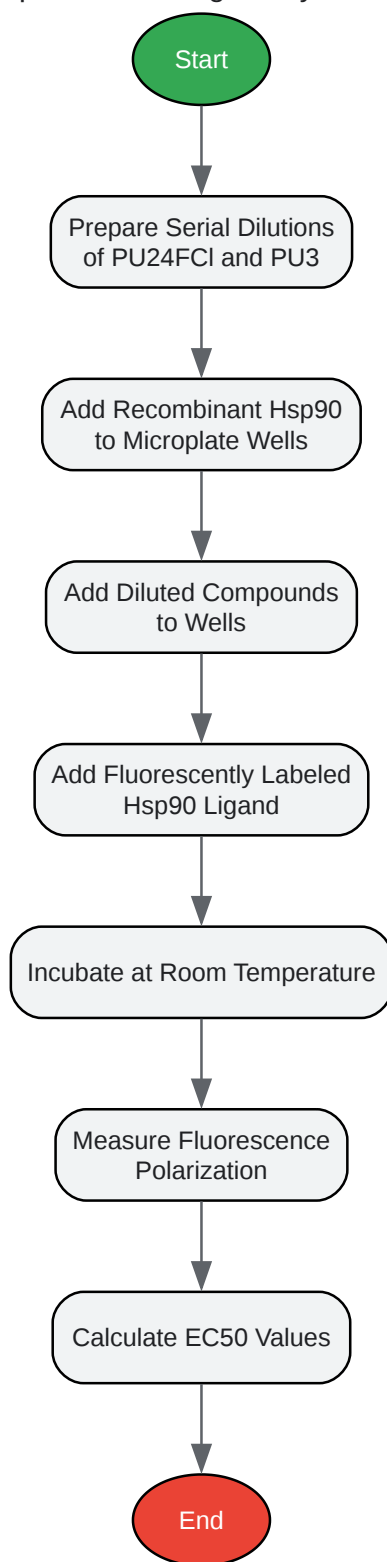 Start
Prepare Serial Dilutions
of PU24FCl and PU3
Add Recombinant Hsp90
to Microplate Wells
Add Diluted Compounds
to Wells
Add Fluorescently Labeled
Hsp90 Ligand
Incubate at Room Temperature
Measure Fluorescence
Polarization
Calculate EC50 Values
End